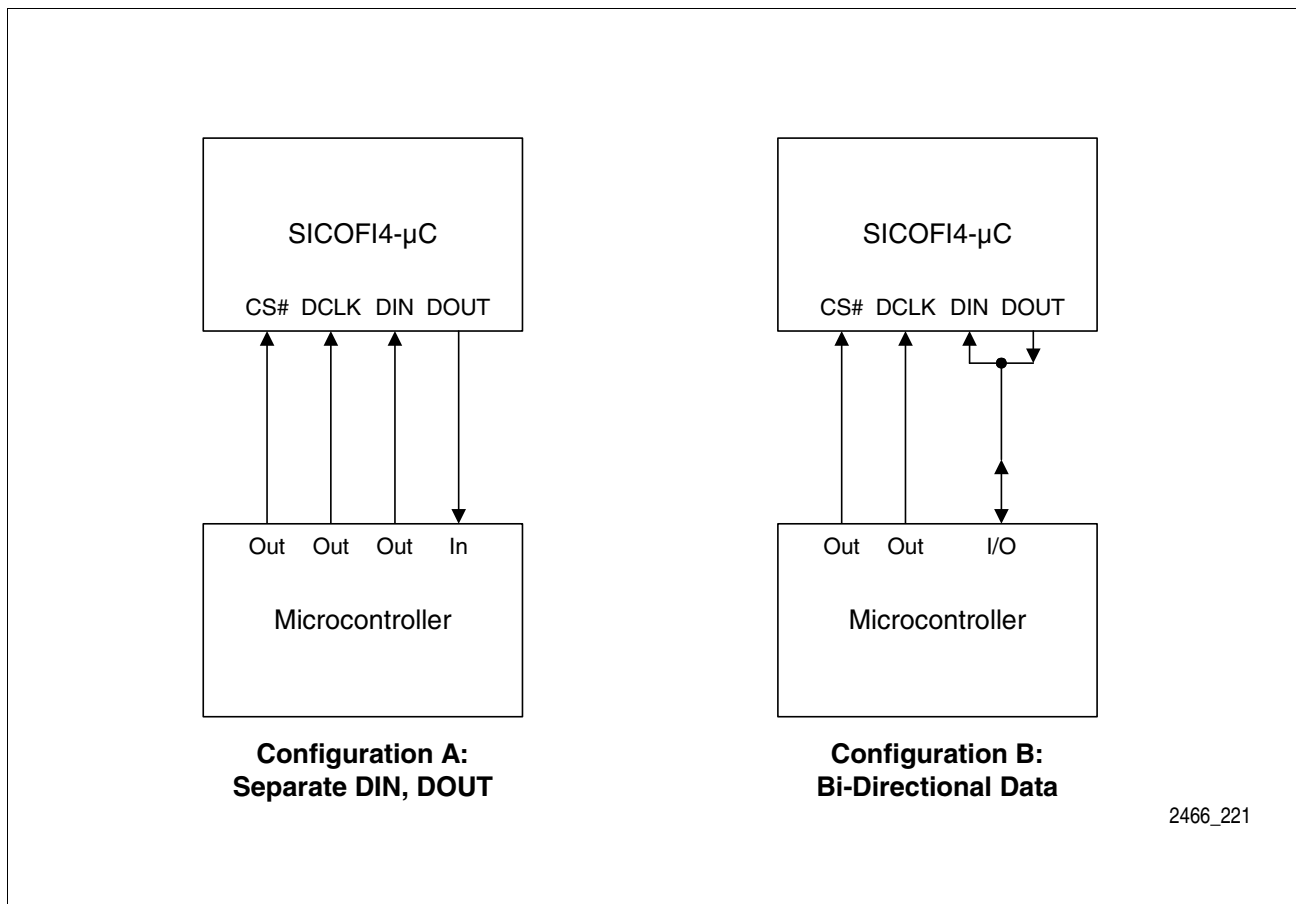 SICOFI4-µC
CS# DCLK DIN DOUT
Out Out Out In
Microcontroller
Configuration A:
Separate DIN, DOUT
SICOFI4-µC
CS# DCLK DIN DOUT
Out Out I/O
Microcontroller
Configuration B:
Bi-Directional Data
2466_221